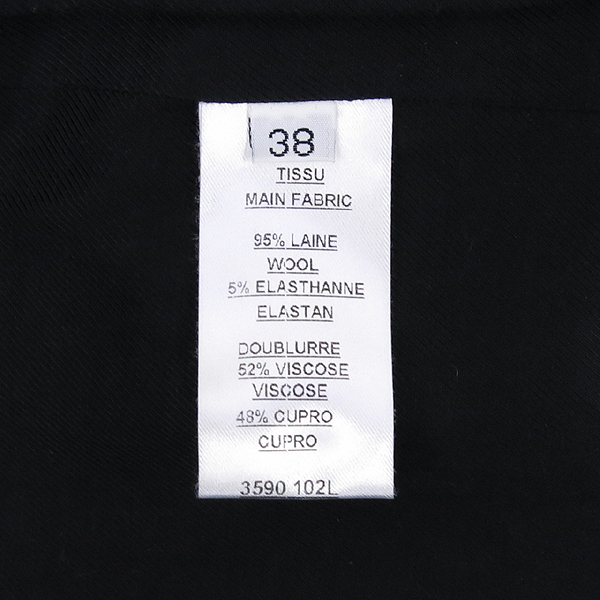 38
TISSU
MAIN FABRIC
95% LAINE
WOOL
5% ELASTHANNE
ELASTAN
DOUBLURRE
52% VISCOSE
VISCOSE
48% CUPRO
CUPRO
3590 102L